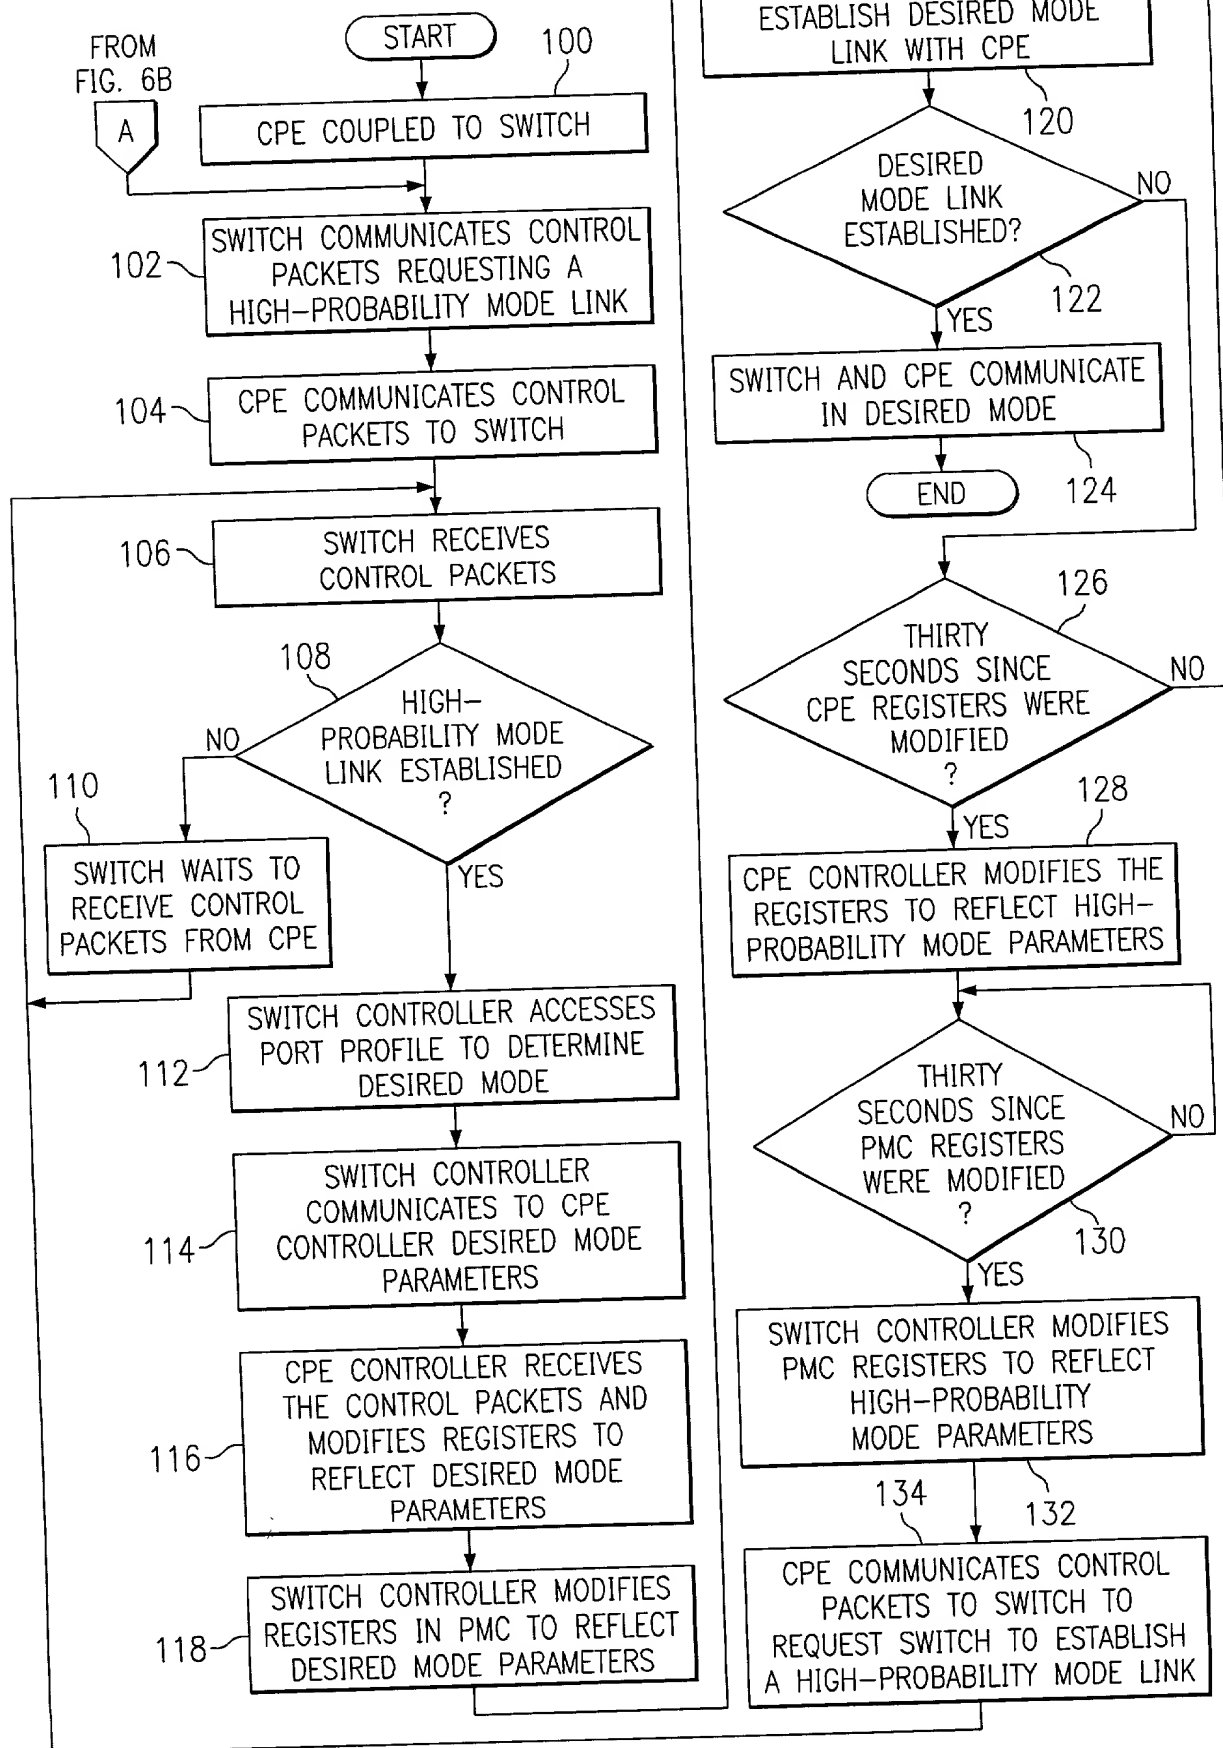 FROM
FIG. 6B
A
START
100
CPE COUPLED TO SWITCH
102
SWITCH COMMUNICATES CONTROL
PACKETS REQUESTING A
HIGH-PROBABILITY MODE LINK
104
CPE COMMUNICATES CONTROL
PACKETS TO SWITCH
106
SWITCH RECEIVES
CONTROL PACKETS
108
HIGH-
PROBABILITY MODE
LINK ESTABLISHED
?
NO
YES
110
SWITCH WAITS TO
RECEIVE CONTROL
PACKETS FROM CPE
112
SWITCH CONTROLLER ACCESSES
PORT PROFILE TO DETERMINE
DESIRED MODE
114
SWITCH CONTROLLER
COMMUNICATES TO CPE
CONTROLLER DESIRED MODE
PARAMETERS
116
CPE CONTROLLER RECEIVES
THE CONTROL PACKETS AND
MODIFIES REGISTERS TO
REFLECT DESIRED MODE
PARAMETERS
118
SWITCH CONTROLLER MODIFIES
REGISTERS IN PMC TO REFLECT
DESIRED MODE PARAMETERS
ESTABLISH DESIRED MODE
LINK WITH CPE
120
DESIRED
MODE LINK
ESTABLISHED?
NO
122
YES
SWITCH AND CPE COMMUNICATE
IN DESIRED MODE
124
END
126
THIRTY
SECONDS SINCE
CPE REGISTERS WERE
MODIFIED
?
NO
YES
128
CPE CONTROLLER MODIFIES THE
REGISTERS TO REFLECT HIGH-
PROBABILITY MODE PARAMETERS
THIRTY
SECONDS SINCE
PMC REGISTERS
WERE MODIFIED
?
NO
130
YES
SWITCH CONTROLLER MODIFIES
PMC REGISTERS TO REFLECT
HIGH-PROBABILITY
MODE PARAMETERS
132
134
CPE COMMUNICATES CONTROL
PACKETS TO SWITCH TO
REQUEST SWITCH TO ESTABLISH
A HIGH-PROBABILITY MODE LINK